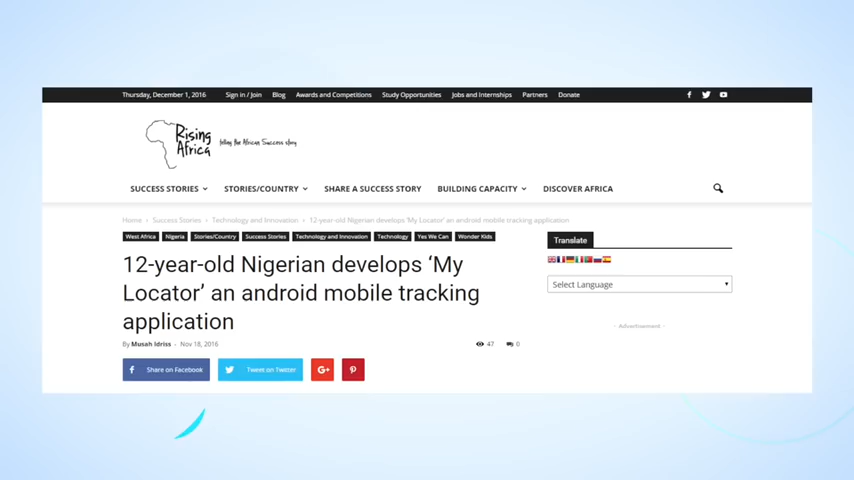 Thursday, December 1, 2016 Sign in / Join Blog Awards and Competitions Study Opportunities Jobs and Internships Partners Donate
Rising
Africa
telling the African Success story
SUCCESS STORIES STORIES/COUNTRY SHARE A SUCCESS STORY BUILDING CAPACITY DISCOVER AFRICA
Home › Success Stories › Technology and Innovation › 12-year-old Nigerian develops ‘My Locator’ an android mobile tracking application
West Africa Nigeria Stories/Country Success Stories Technology and Innovation Technology Yes We Can Wonder Kids
12-year-old Nigerian develops ‘My
Locator’ an android mobile tracking
application
By Musah Idriss - Nov 18, 2016 47 0
Share on Facebook Tweet on Twitter G+
Translate
Select Language
- Advertisement -